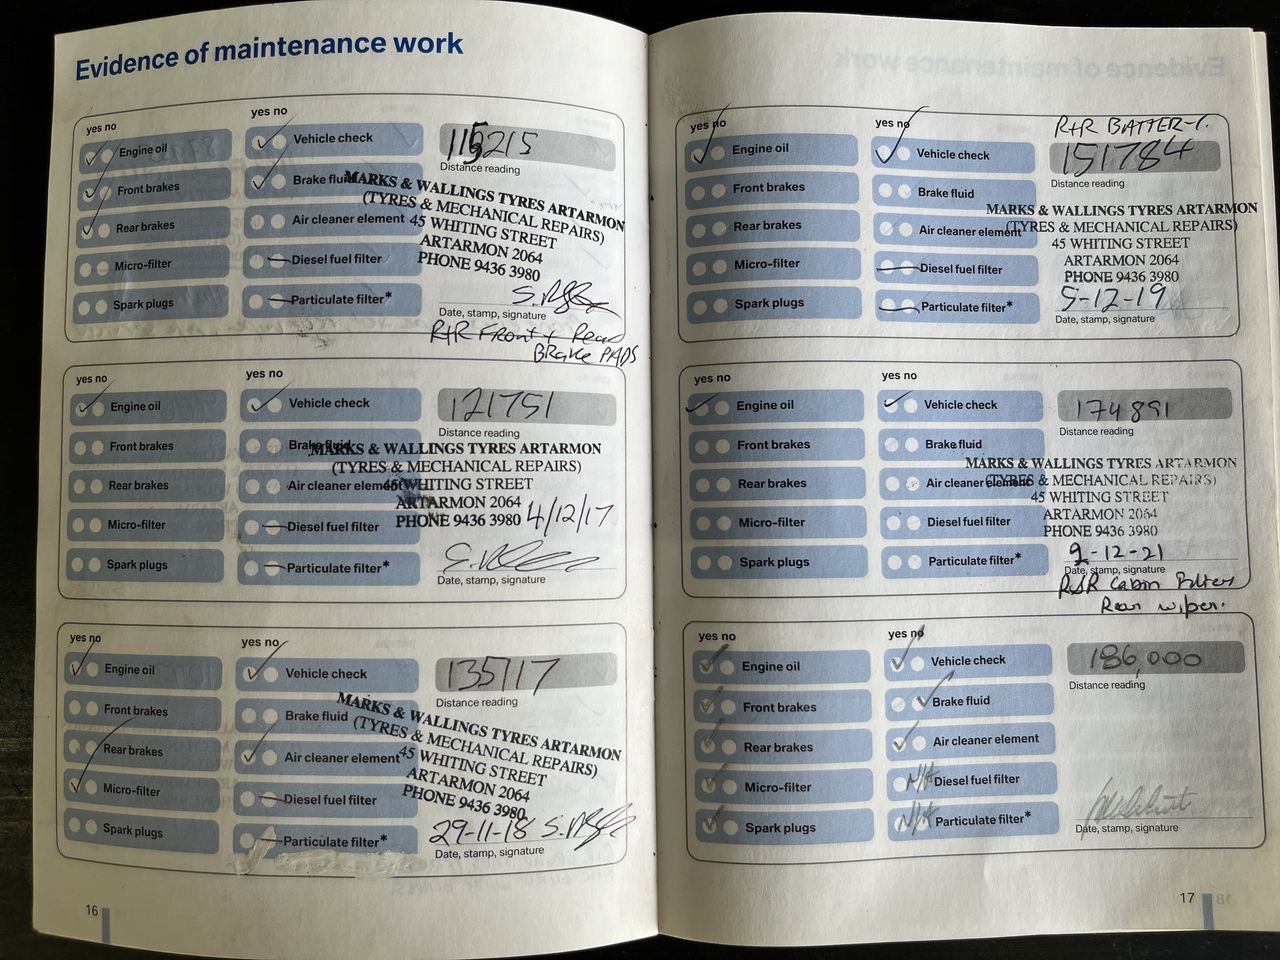 Evidence of maintenance work
yes no
yes no
Engine oil
Vehicle check
115215
Distance reading
Front brakes
Brake fluid
MARKS & WALLINGS TYRES ARTARMON
(TYRES & MECHANICAL REPAIRS)
45 WHITING STREET
ARTARMON 2064
PHONE 9436 3980
Rear brakes
Air cleaner element
Micro-filter
Diesel fuel filter
Spark plugs
Particulate filter*
Date, stamp, signature
R+R Front + Rear
Brake PADS
yes no
yes no
Engine oil
Vehicle check
121751
Distance reading
Front brakes
Brake fluid
MARKS & WALLINGS TYRES ARTARMON
(TYRES & MECHANICAL REPAIRS)
45 WHITING STREET
ARTARMON 2064
PHONE 9436 3980
4/12/17
Rear brakes
Air cleaner element
Micro-filter
Diesel fuel filter
Spark plugs
Particulate filter*
Date, stamp, signature
yes no
yes no
Engine oil
Vehicle check
135117
Distance reading
Front brakes
Brake fluid
MARKS & WALLINGS TYRES ARTARMON
(TYRES & MECHANICAL REPAIRS)
45 WHITING STREET
ARTARMON 2064
PHONE 9436 3980
Rear brakes
Air cleaner element
Micro-filter
Diesel fuel filter
Spark plugs
Particulate filter*
29-11-18
Date, stamp, signature
16
yes no
yes no
R+R BATTERY.
Engine oil
Vehicle check
151784
Distance reading
Front brakes
Brake fluid
MARKS & WALLINGS TYRES ARTARMON
(TYRES & MECHANICAL REPAIRS)
45 WHITING STREET
ARTARMON 2064
PHONE 9436 3980
Rear brakes
Air cleaner element
Micro-filter
Diesel fuel filter
Spark plugs
Particulate filter*
5-12-19
Date, stamp, signature
yes no
yes no
Engine oil
Vehicle check
174891
Distance reading
Front brakes
Brake fluid
MARKS & WALLINGS TYRES ARTARMON
(TYRES & MECHANICAL REPAIRS)
45 WHITING STREET
ARTARMON 2064
PHONE 9436 3980
Rear brakes
Air cleaner element
Micro-filter
Diesel fuel filter
Spark plugs
Particulate filter*
9-12-21
Date, stamp, signature
R&R Cabin Filter
Rear wiper.
yes no
yes no
Engine oil
Vehicle check
186,000
Distance reading
Front brakes
Brake fluid
Rear brakes
Air cleaner element
Micro-filter
N/A Diesel fuel filter
Spark plugs
N/A Particulate filter*
Date, stamp, signature
17